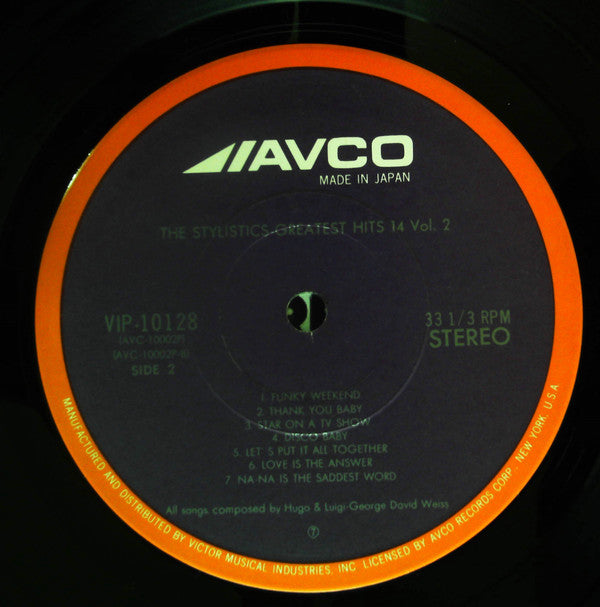 AVCO
MADE IN JAPAN
THE STYLISTICS-GREATEST HITS 14 Vol. 2
VIP-10128
(AVC-10002P)
(AVC-10002P-B)
SIDE 2
33 1/3 RPM
STEREO
1. FUNKY WEEKEND
2. THANK YOU BABY
3. STAR ON A TV SHOW
4. DISCO BABY
5. LET'S PUT IT ALL TOGETHER
6. LOVE IS THE ANSWER
7. NA-NA IS THE SADDEST WORD
All songs composed by Hugo & Luigi-George David Weiss
7
MANUFACTURED AND DISTRIBUTED BY VICTOR MUSICAL INDUSTRIES, INC. LICENSED BY AVCO RECORDS CORP. NEW YORK, U.S.A.